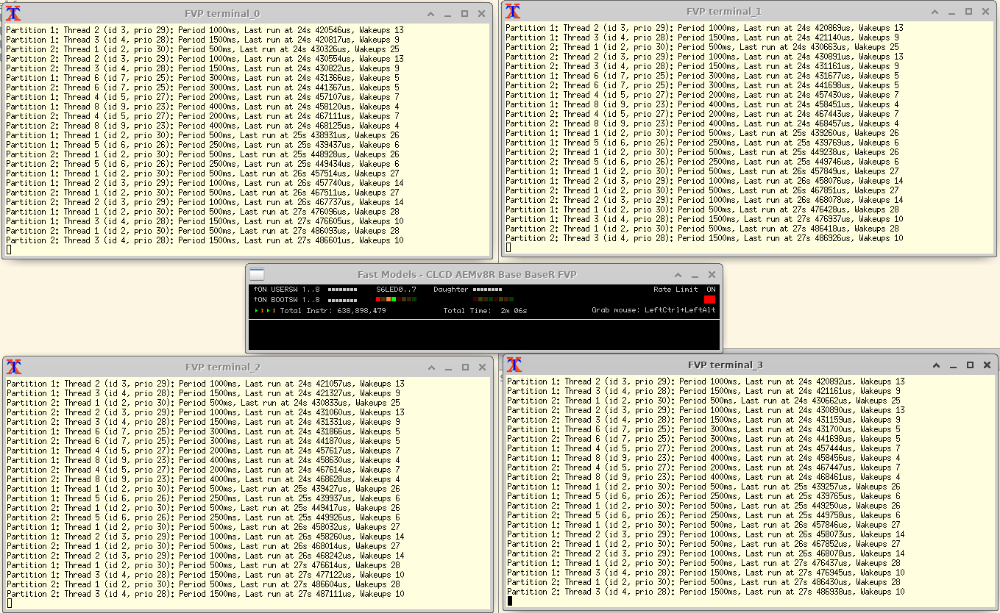 FVP terminal_0
Partition 1: Thread 2 (id 3, prio 29): Period 1000ms, Last run at 24s 420546us, Wakeups 13
Partition 1: Thread 3 (id 4, prio 28): Period 1500ms, Last run at 24s 420817us, Wakeups 9
Partition 2: Thread 1 (id 2, prio 30): Period 500ms, Last run at 24s 430326us, Wakeups 25
Partition 2: Thread 2 (id 3, prio 29): Period 1000ms, Last run at 24s 430554us, Wakeups 13
Partition 2: Thread 3 (id 4, prio 28): Period 1500ms, Last run at 24s 430822us, Wakeups 9
Partition 1: Thread 6 (id 7, prio 25): Period 3000ms, Last run at 24s 431366us, Wakeups 5
Partition 2: Thread 6 (id 7, prio 25): Period 3000ms, Last run at 24s 441367us, Wakeups 5
Partition 1: Thread 4 (id 5, prio 27): Period 2000ms, Last run at 24s 457107us, Wakeups 7
Partition 1: Thread 8 (id 9, prio 23): Period 4000ms, Last run at 24s 458120us, Wakeups 4
Partition 2: Thread 4 (id 5, prio 27): Period 2000ms, Last run at 24s 467111us, Wakeups 7
Partition 2: Thread 8 (id 9, prio 23): Period 4000ms, Last run at 24s 468125us, Wakeups 4
Partition 1: Thread 1 (id 2, prio 30): Period 500ms, Last run at 25s 438931us, Wakeups 26
Partition 1: Thread 5 (id 6, prio 26): Period 2500ms, Last run at 25s 439437us, Wakeups 6
Partition 2: Thread 1 (id 2, prio 30): Period 500ms, Last run at 25s 448928us, Wakeups 26
Partition 2: Thread 5 (id 6, prio 26): Period 2500ms, Last run at 25s 449434us, Wakeups 6
Partition 1: Thread 1 (id 2, prio 30): Period 500ms, Last run at 26s 457514us, Wakeups 27
Partition 1: Thread 2 (id 3, prio 29): Period 1000ms, Last run at 26s 457740us, Wakeups 14
Partition 2: Thread 1 (id 2, prio 30): Period 500ms, Last run at 26s 467511us, Wakeups 27
Partition 2: Thread 2 (id 3, prio 29): Period 1000ms, Last run at 26s 467737us, Wakeups 14
Partition 1: Thread 1 (id 2, prio 30): Period 500ms, Last run at 27s 476096us, Wakeups 28
Partition 1: Thread 3 (id 4, prio 28): Period 1500ms, Last run at 27s 476605us, Wakeups 10
Partition 2: Thread 1 (id 2, prio 30): Period 500ms, Last run at 27s 486093us, Wakeups 28
Partition 2: Thread 3 (id 4, prio 28): Period 1500ms, Last run at 27s 486601us, Wakeups 10
FVP terminal_1
Partition 1: Thread 2 (id 3, prio 29): Period 1000ms, Last run at 24s 420869us, Wakeups 13
Partition 1: Thread 3 (id 4, prio 28): Period 1500ms, Last run at 24s 421140us, Wakeups 9
Partition 2: Thread 1 (id 2, prio 30): Period 500ms, Last run at 24s 430663us, Wakeups 25
Partition 2: Thread 2 (id 3, prio 29): Period 1000ms, Last run at 24s 430891us, Wakeups 13
Partition 2: Thread 3 (id 4, prio 28): Period 1500ms, Last run at 24s 431161us, Wakeups 9
Partition 1: Thread 6 (id 7, prio 25): Period 3000ms, Last run at 24s 431677us, Wakeups 5
Partition 2: Thread 6 (id 7, prio 25): Period 3000ms, Last run at 24s 441698us, Wakeups 5
Partition 1: Thread 4 (id 5, prio 27): Period 2000ms, Last run at 24s 457430us, Wakeups 7
Partition 1: Thread 8 (id 9, prio 23): Period 4000ms, Last run at 24s 458451us, Wakeups 4
Partition 2: Thread 4 (id 5, prio 27): Period 2000ms, Last run at 24s 467443us, Wakeups 7
Partition 2: Thread 8 (id 9, prio 23): Period 4000ms, Last run at 24s 468457us, Wakeups 4
Partition 1: Thread 1 (id 2, prio 30): Period 500ms, Last run at 25s 439260us, Wakeups 26
Partition 1: Thread 5 (id 6, prio 26): Period 2500ms, Last run at 25s 439769us, Wakeups 6
Partition 2: Thread 1 (id 2, prio 30): Period 500ms, Last run at 25s 449238us, Wakeups 26
Partition 2: Thread 5 (id 6, prio 26): Period 2500ms, Last run at 25s 449746us, Wakeups 6
Partition 1: Thread 1 (id 2, prio 30): Period 500ms, Last run at 26s 457849us, Wakeups 27
Partition 1: Thread 2 (id 3, prio 29): Period 1000ms, Last run at 26s 458076us, Wakeups 14
Partition 2: Thread 1 (id 2, prio 30): Period 500ms, Last run at 26s 467851us, Wakeups 27
Partition 2: Thread 2 (id 3, prio 29): Period 1000ms, Last run at 26s 468078us, Wakeups 14
Partition 1: Thread 1 (id 2, prio 30): Period 500ms, Last run at 27s 476428us, Wakeups 28
Partition 1: Thread 3 (id 4, prio 28): Period 1500ms, Last run at 27s 476937us, Wakeups 10
Partition 2: Thread 1 (id 2, prio 30): Period 500ms, Last run at 27s 486418us, Wakeups 28
Partition 2: Thread 3 (id 4, prio 28): Period 1500ms, Last run at 27s 486926us, Wakeups 10
Fast Models - CLCD AEMv8R Base BaseR FVP
↑ON USERSW 1..8 S6LED0..7 Daughter Rate Limit ON
↑ON BOOTSW 1..8
Total Instr: 638,898,479 Total Time: 2m 06s Grab mouse: LeftCtrl+LeftAlt
FVP terminal_2
Partition 1: Thread 2 (id 3, prio 29): Period 1000ms, Last run at 24s 421057us, Wakeups 13
Partition 1: Thread 3 (id 4, prio 28): Period 1500ms, Last run at 24s 421327us, Wakeups 9
Partition 2: Thread 1 (id 2, prio 30): Period 500ms, Last run at 24s 430833us, Wakeups 25
Partition 2: Thread 2 (id 3, prio 29): Period 1000ms, Last run at 24s 431060us, Wakeups 13
Partition 2: Thread 3 (id 4, prio 28): Period 1500ms, Last run at 24s 431331us, Wakeups 9
Partition 1: Thread 6 (id 7, prio 25): Period 3000ms, Last run at 24s 431866us, Wakeups 5
Partition 2: Thread 6 (id 7, prio 25): Period 3000ms, Last run at 24s 441870us, Wakeups 5
Partition 1: Thread 4 (id 5, prio 27): Period 2000ms, Last run at 24s 457617us, Wakeups 7
Partition 1: Thread 8 (id 9, prio 23): Period 4000ms, Last run at 24s 458630us, Wakeups 4
Partition 2: Thread 4 (id 5, prio 27): Period 2000ms, Last run at 24s 467614us, Wakeups 7
Partition 2: Thread 8 (id 9, prio 23): Period 4000ms, Last run at 24s 468628us, Wakeups 4
Partition 1: Thread 1 (id 2, prio 30): Period 500ms, Last run at 25s 439427us, Wakeups 26
Partition 1: Thread 5 (id 6, prio 26): Period 2500ms, Last run at 25s 439937us, Wakeups 6
Partition 2: Thread 1 (id 2, prio 30): Period 500ms, Last run at 25s 449417us, Wakeups 26
Partition 2: Thread 5 (id 6, prio 26): Period 2500ms, Last run at 25s 449926us, Wakeups 6
Partition 1: Thread 1 (id 2, prio 30): Period 500ms, Last run at 26s 458032us, Wakeups 27
Partition 1: Thread 2 (id 3, prio 29): Period 1000ms, Last run at 26s 458260us, Wakeups 14
Partition 2: Thread 1 (id 2, prio 30): Period 500ms, Last run at 26s 468014us, Wakeups 27
Partition 2: Thread 2 (id 3, prio 29): Period 1000ms, Last run at 26s 468242us, Wakeups 14
Partition 1: Thread 1 (id 2, prio 30): Period 500ms, Last run at 27s 476614us, Wakeups 28
Partition 1: Thread 3 (id 4, prio 28): Period 1500ms, Last run at 27s 477122us, Wakeups 10
Partition 2: Thread 1 (id 2, prio 30): Period 500ms, Last run at 27s 486604us, Wakeups 28
Partition 2: Thread 3 (id 4, prio 28): Period 1500ms, Last run at 27s 487111us, Wakeups 10
FVP terminal_3
Partition 1: Thread 2 (id 3, prio 29): Period 1000ms, Last run at 24s 420892us, Wakeups 13
Partition 1: Thread 3 (id 4, prio 28): Period 1500ms, Last run at 24s 421161us, Wakeups 9
Partition 2: Thread 1 (id 2, prio 30): Period 500ms, Last run at 24s 430662us, Wakeups 25
Partition 2: Thread 2 (id 3, prio 29): Period 1000ms, Last run at 24s 430890us, Wakeups 13
Partition 2: Thread 3 (id 4, prio 28): Period 1500ms, Last run at 24s 431159us, Wakeups 9
Partition 1: Thread 6 (id 7, prio 25): Period 3000ms, Last run at 24s 431700us, Wakeups 5
Partition 2: Thread 6 (id 7, prio 25): Period 3000ms, Last run at 24s 441698us, Wakeups 5
Partition 1: Thread 4 (id 5, prio 27): Period 2000ms, Last run at 24s 457444us, Wakeups 7
Partition 1: Thread 8 (id 9, prio 23): Period 4000ms, Last run at 24s 458456us, Wakeups 4
Partition 2: Thread 4 (id 5, prio 27): Period 2000ms, Last run at 24s 467447us, Wakeups 7
Partition 2: Thread 8 (id 9, prio 23): Period 4000ms, Last run at 24s 468461us, Wakeups 4
Partition 1: Thread 1 (id 2, prio 30): Period 500ms, Last run at 25s 439257us, Wakeups 26
Partition 1: Thread 5 (id 6, prio 26): Period 2500ms, Last run at 25s 439765us, Wakeups 6
Partition 2: Thread 1 (id 2, prio 30): Period 500ms, Last run at 25s 449250us, Wakeups 26
Partition 2: Thread 5 (id 6, prio 26): Period 2500ms, Last run at 25s 449758us, Wakeups 6
Partition 1: Thread 1 (id 2, prio 30): Period 500ms, Last run at 26s 457846us, Wakeups 27
Partition 1: Thread 2 (id 3, prio 29): Period 1000ms, Last run at 26s 458073us, Wakeups 14
Partition 2: Thread 1 (id 2, prio 30): Period 500ms, Last run at 26s 467852us, Wakeups 27
Partition 2: Thread 2 (id 3, prio 29): Period 1000ms, Last run at 26s 468078us, Wakeups 14
Partition 1: Thread 1 (id 2, prio 30): Period 500ms, Last run at 27s 476437us, Wakeups 28
Partition 1: Thread 3 (id 4, prio 28): Period 1500ms, Last run at 27s 476945us, Wakeups 10
Partition 2: Thread 1 (id 2, prio 30): Period 500ms, Last run at 27s 486430us, Wakeups 28
Partition 2: Thread 3 (id 4, prio 28): Period 1500ms, Last run at 27s 486938us, Wakeups 10